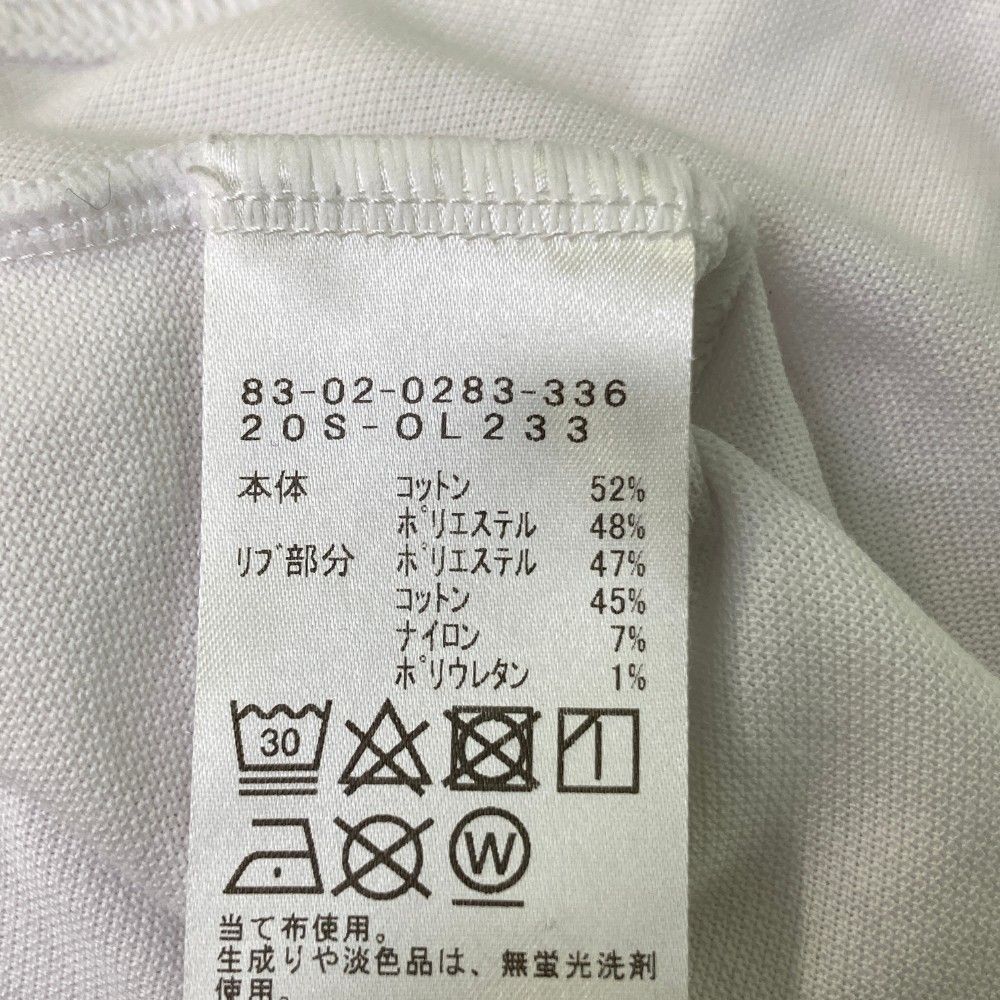 83-02-0283-336
20S-OL233
本体 コットン 52%
ポリエステル 48%
リブ部分 ポリエステル 47%
コットン 45%
ナイロン 7%
ポリウレタン 1%
30
W
当て布使用。
生成りや淡色品は、無蛍光洗剤
使用。